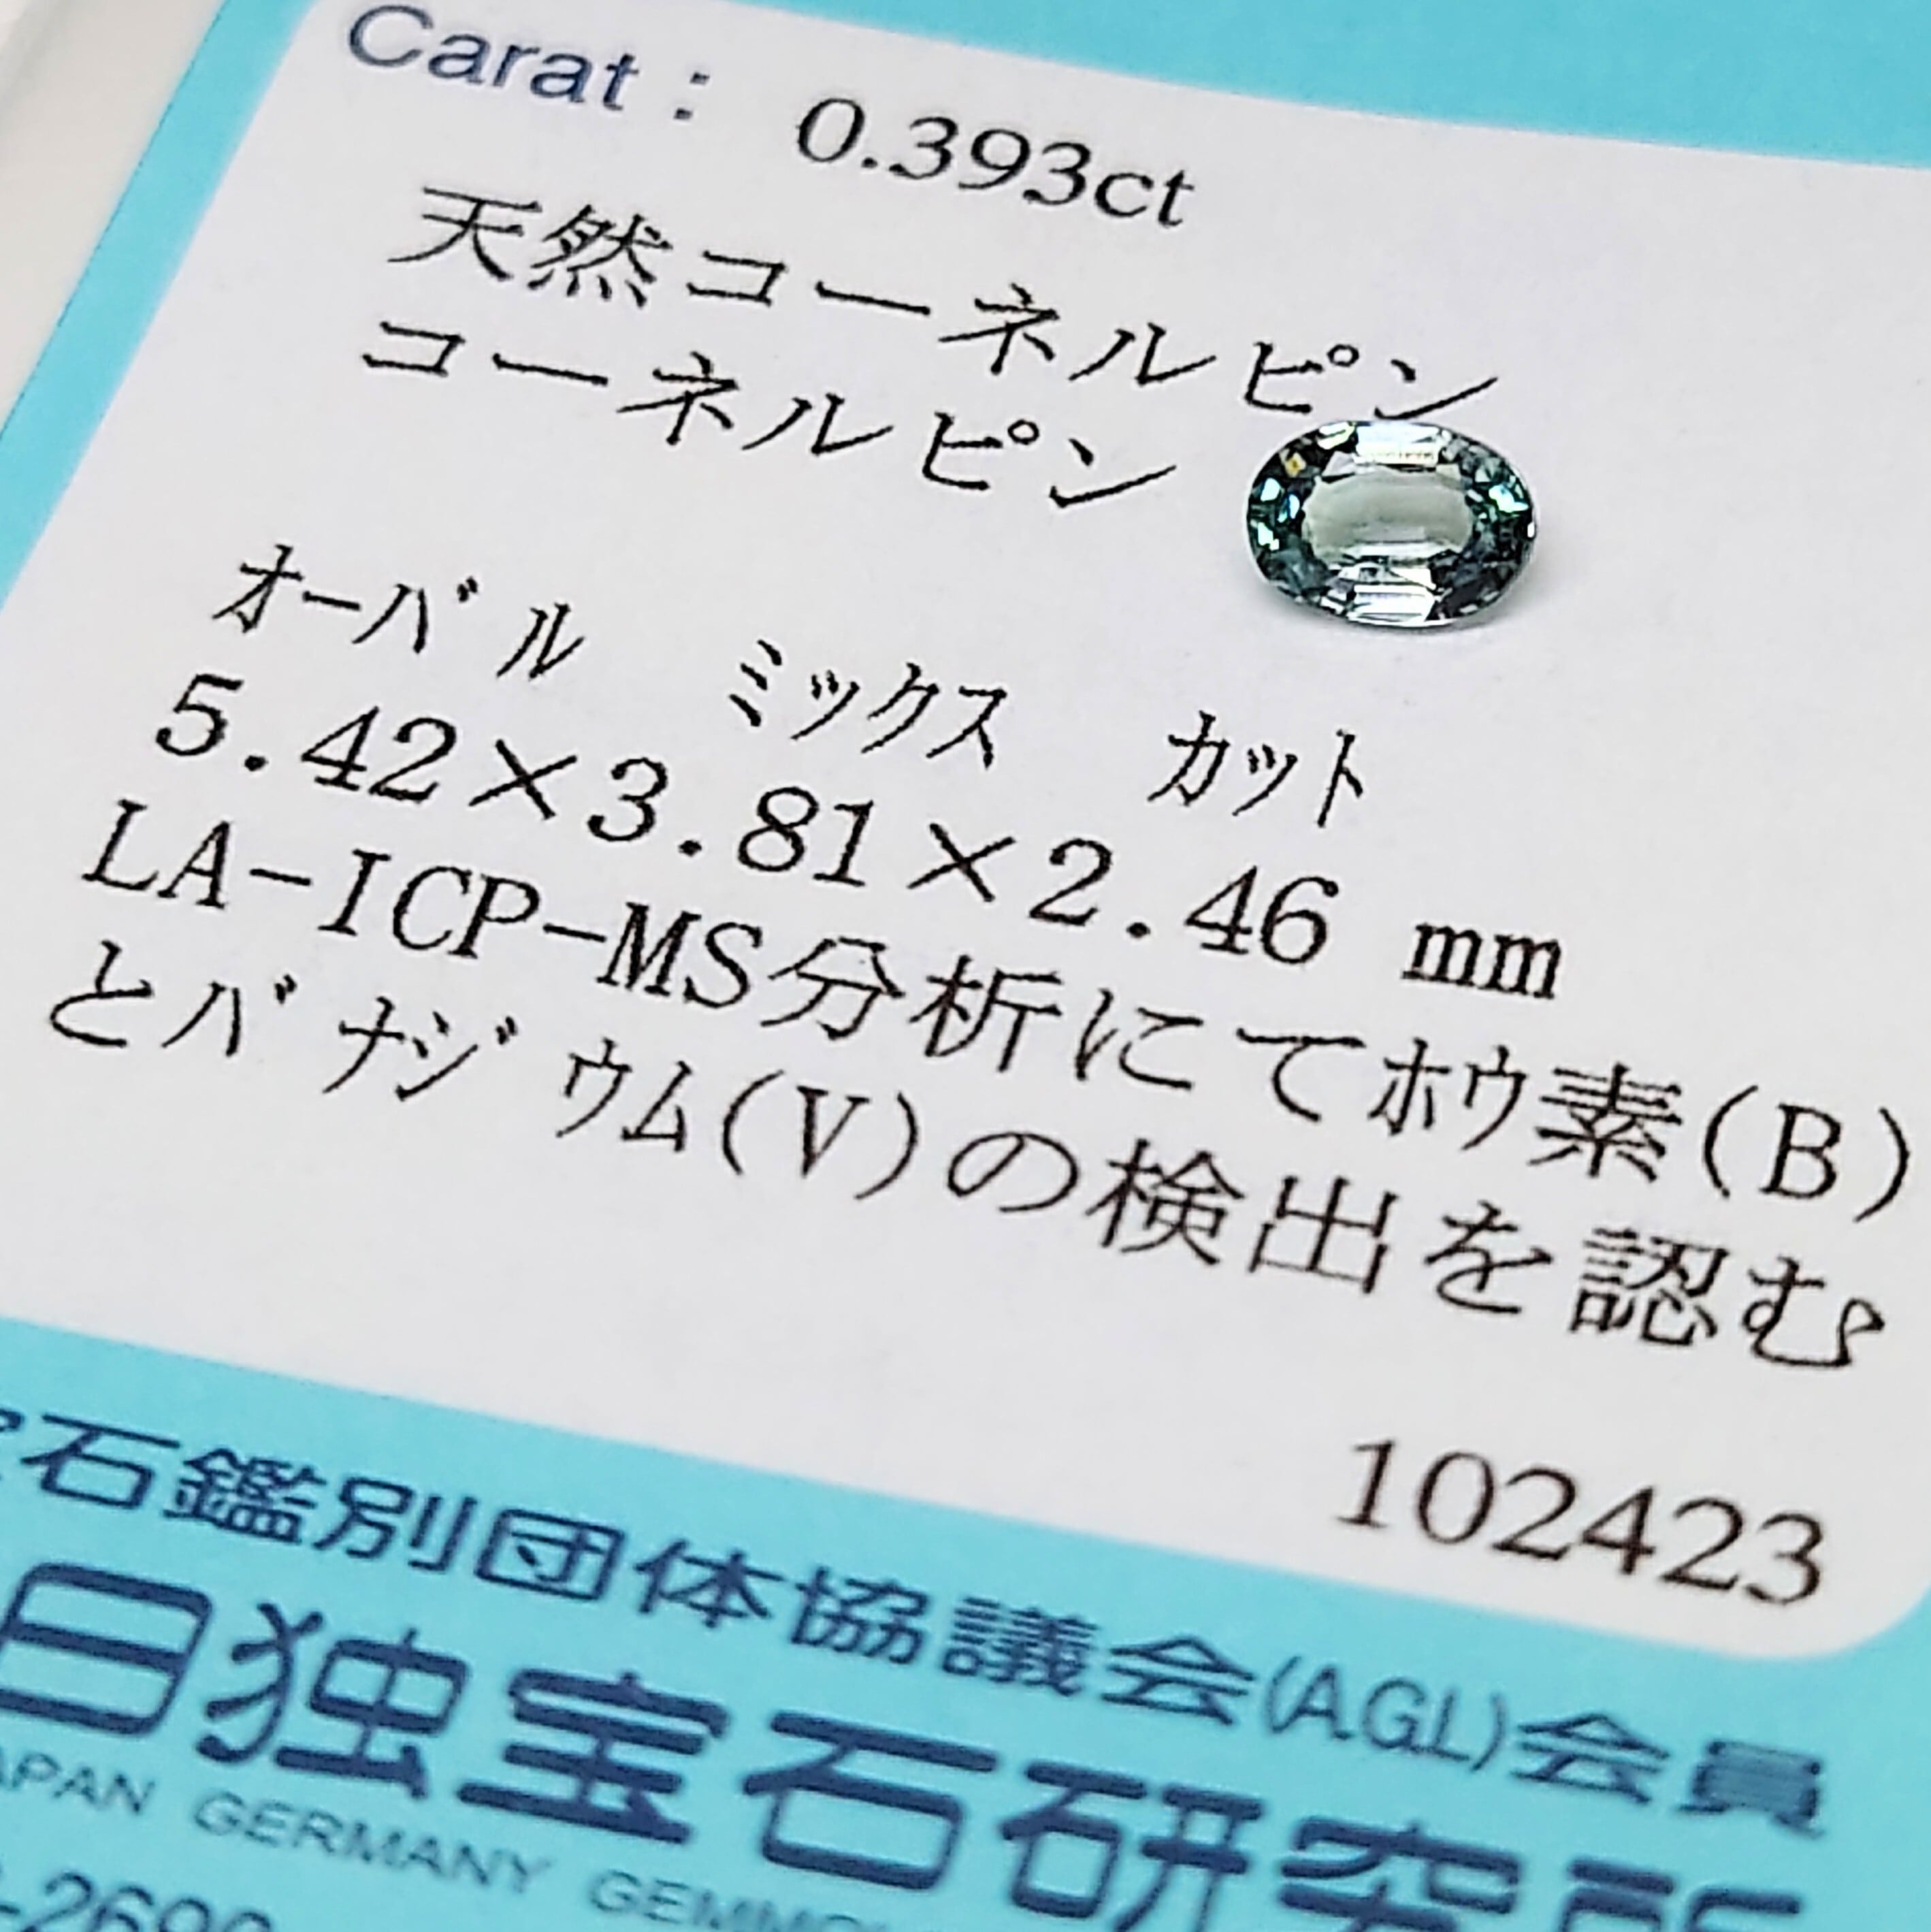 Carat : 0.393ct
天然コーネルピン
コーネルピン
ｵｰﾊﾞﾙ ﾐｯｸｽ ｶｯﾄ
5.42×3.81×2.46 mm
LA-ICP-MS分析にてﾎｳ素(B)
とﾊﾞﾅｼﾞｳﾑ(V)の検出を認む
102423
石鑑別団体協議会(A.G.L)会員
日独宝石研究所
GERMANY